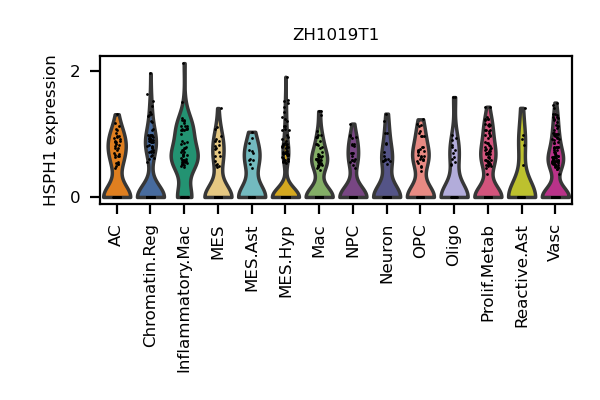 ZH1019T1
HSPH1 expression
2
0
AC
Chromatin.Reg
Inflammatory.Mac
MES
MES.Ast
MES.Hyp
Mac
NPC
Neuron
OPC
Oligo
Prolif.Metab
Reactive.Ast
Vasc